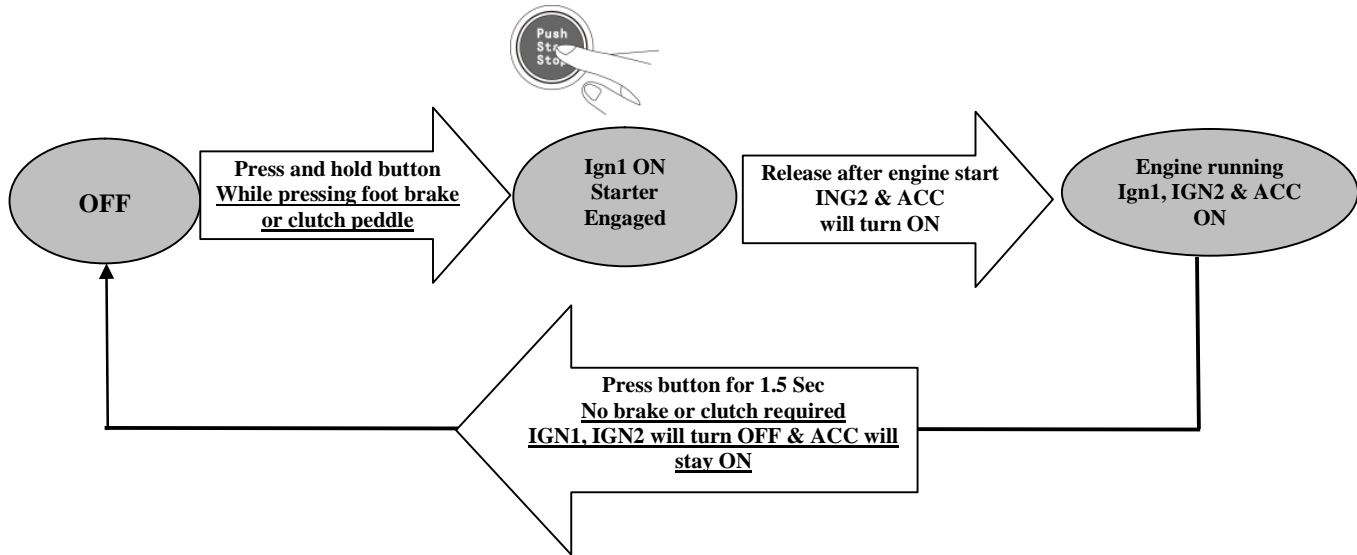 Push
Sta
Stop
OFF
Press and hold button
While pressing foot brake
or clutch peddle
Ign1 ON
Starter
Engaged
Release after engine start
ING2 & ACC
will turn ON
Engine running
Ign1, IGN2 & ACC
ON
Press button for 1.5 Sec
No brake or clutch required
IGN1, IGN2 will turn OFF & ACC will
stay ON